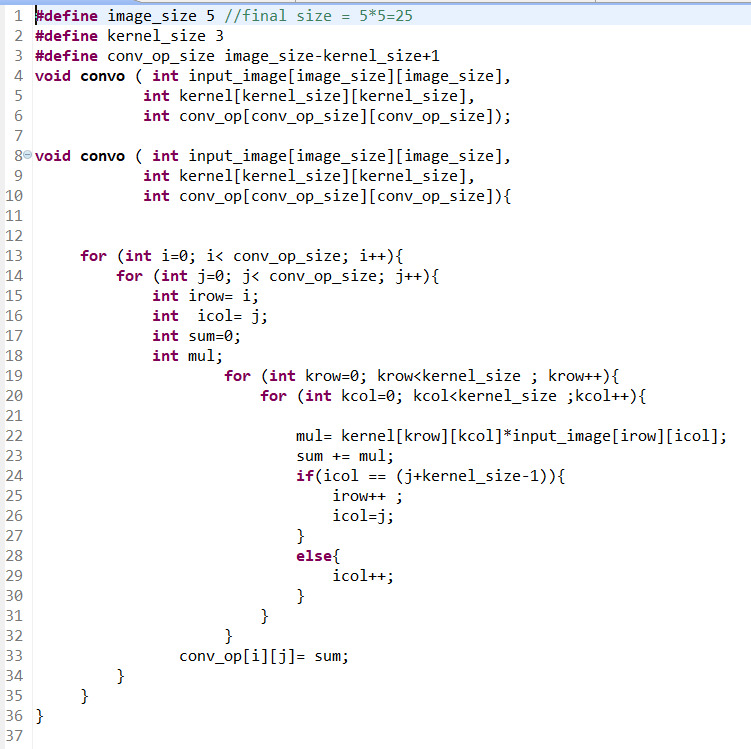 1 #define image_size 5 //final size = 5*5=25
2 #define kernel_size 3
3 #define conv_op_size image_size-kernel_size+1
4 void convo ( int input_image[image_size][image_size],
5             int kernel[kernel_size][kernel_size],
6             int conv_op[conv_op_size][conv_op_size]);
7
8 void convo ( int input_image[image_size][image_size],
9             int kernel[kernel_size][kernel_size],
10             int conv_op[conv_op_size][conv_op_size]){
11
12
13     for (int i=0; i< conv_op_size; i++){
14         for (int j=0; j< conv_op_size; j++){
15             int irow= i;
16             int  icol= j;
17             int sum=0;
18             int mul;
19                     for (int krow=0; krow<kernel_size ; krow++){
20                         for (int kcol=0; kcol<kernel_size ;kcol++){
21
22                             mul= kernel[krow][kcol]*input_image[irow][icol];
23                             sum += mul;
24                             if(icol == (j+kernel_size-1)){
25                                 irow++ ;
26                                 icol=j;
27                             }
28                             else{
29                                 icol++;
30                             }
31                         }
32                     }
33                conv_op[i][j]= sum;
34         }
35     }
36 }
37